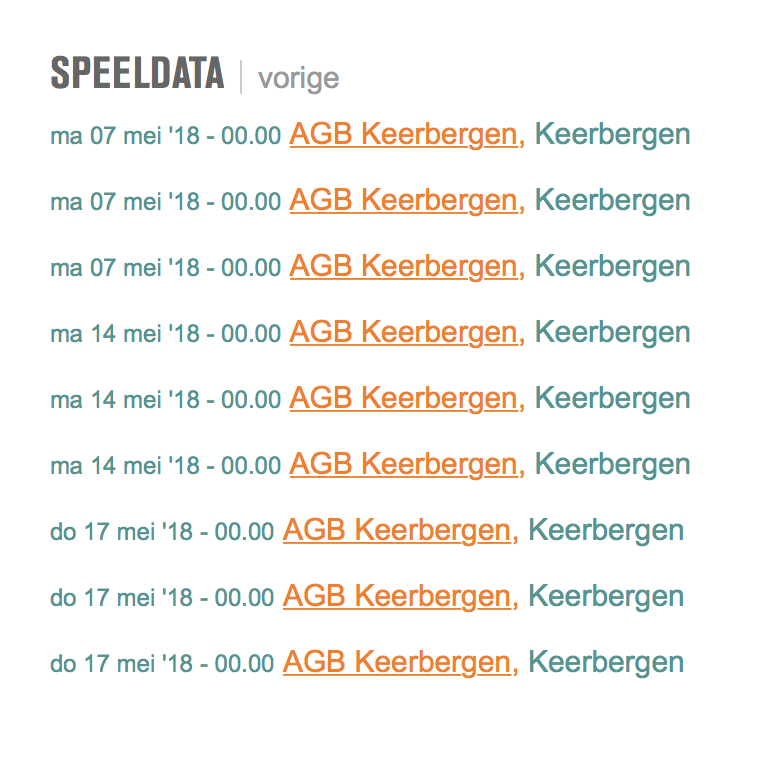 SPEELDATA | vorige
ma 07 mei '18 - 00.00 AGB Keerbergen, Keerbergen
ma 07 mei '18 - 00.00 AGB Keerbergen, Keerbergen
ma 07 mei '18 - 00.00 AGB Keerbergen, Keerbergen
ma 14 mei '18 - 00.00 AGB Keerbergen, Keerbergen
ma 14 mei '18 - 00.00 AGB Keerbergen, Keerbergen
ma 14 mei '18 - 00.00 AGB Keerbergen, Keerbergen
do 17 mei '18 - 00.00 AGB Keerbergen, Keerbergen
do 17 mei '18 - 00.00 AGB Keerbergen, Keerbergen
do 17 mei '18 - 00.00 AGB Keerbergen, Keerbergen